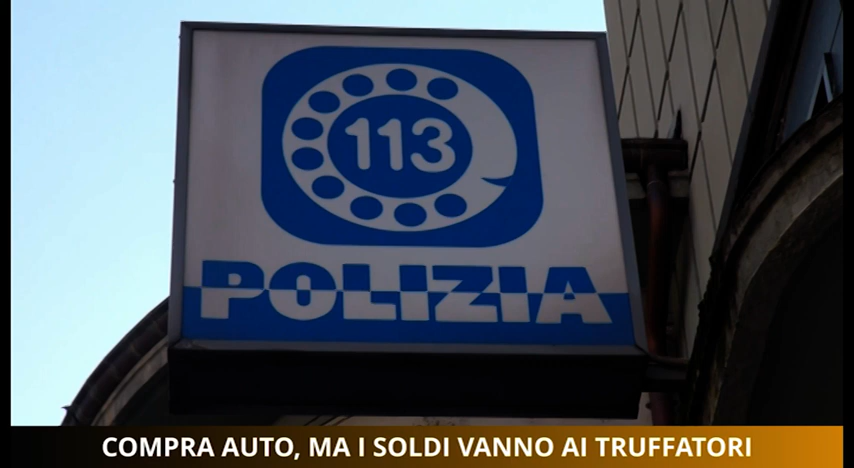 113
POLIZIA
COMPRA AUTO, MA I SOLDI VANNO AI TRUFFATORI